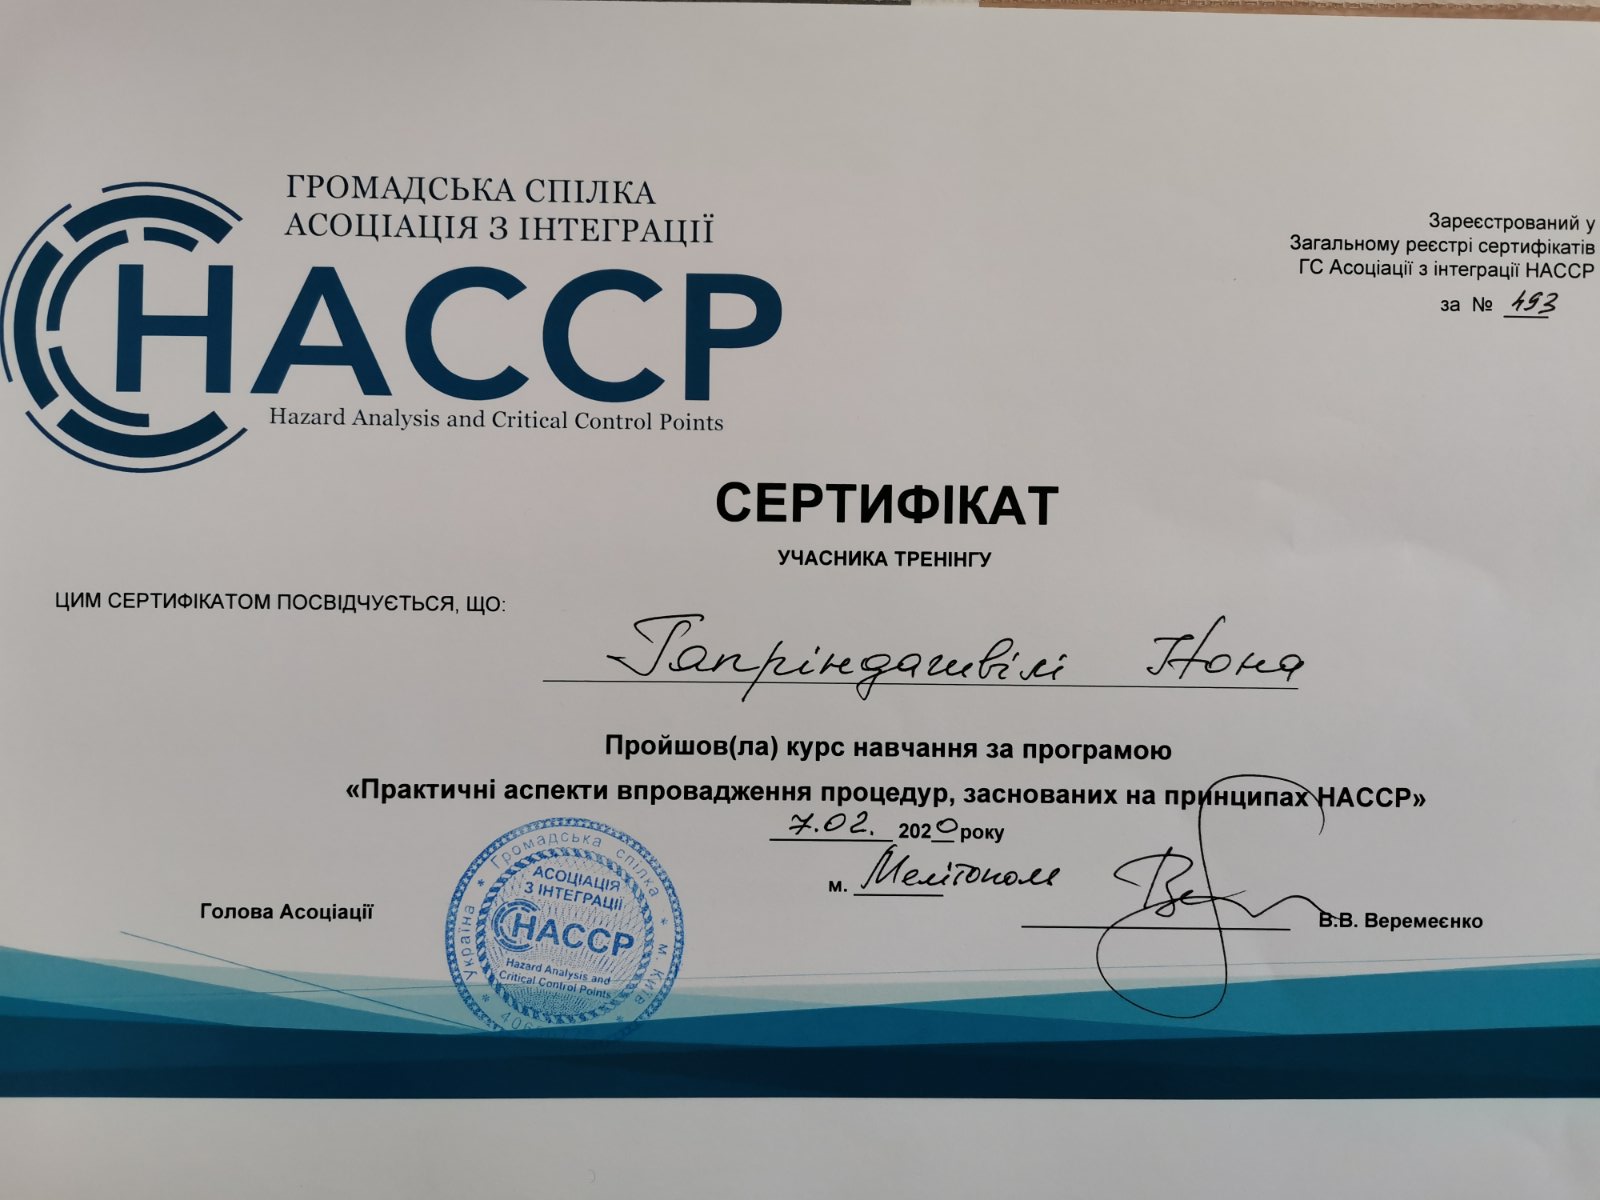 ГРОМАДСЬКА СПІЛКА
АСОЦІАЦІЯ З ІНТЕГРАЦІЇ
HACCP
Hazard Analysis and Critical Control Points
Зареєстрований у
Загальному реєстрі сертифікатів
ГС Асоціації з інтеграції НАССР
за № 493
СЕРТИФІКАТ
УЧАСНИКА ТРЕНІНГУ
ЦИМ СЕРТИФІКАТОМ ПОСВІДЧУЄТЬСЯ, ЩО:
Гапріндашвілі Нона
Пройшов(ла) курс навчання за програмою
«Практичні аспекти впровадження процедур, заснованих на принципах НАССР»
7.02. 2020 року
м. Мелітополь
Голова Асоціації
В.В. Веремеєнко
Україна * Громадська спілка * м Київ *
АСОЦІАЦІЯ
З ІНТЕГРАЦІЇ
HACCP
Hazard Analysis and
Critical Control Points